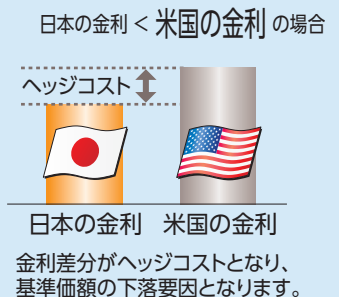 日本の金利 < 米国の金利 の場合
ヘッジコスト
日本の金利 米国の金利
金利差分がヘッジコストとなり、
基準価額の下落要因となります。